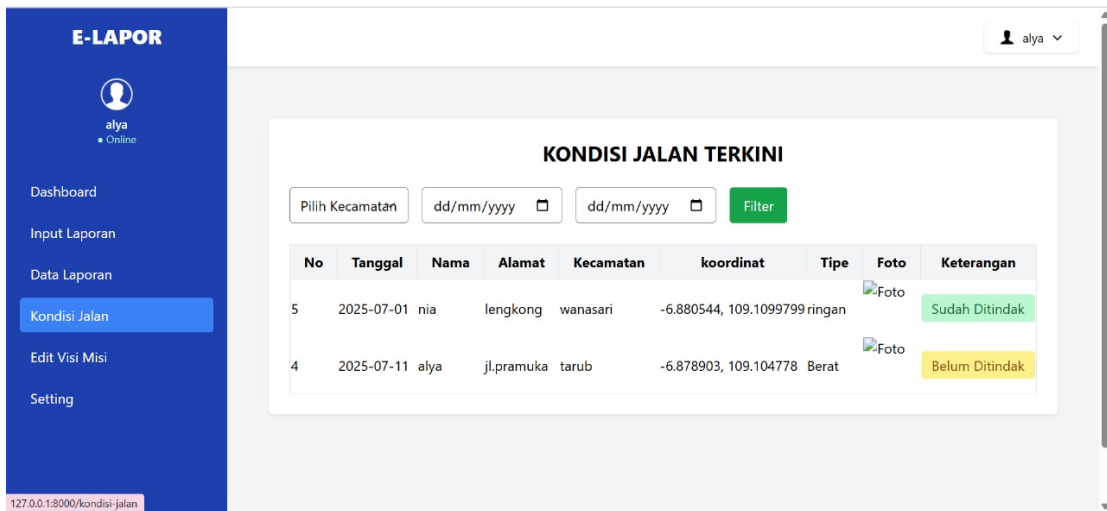 E-LAPOR
alya
alya
Online
Dashboard
Input Laporan
Data Laporan
Kondisi Jalan
Edit Visi Misi
Setting
KONDISI JALAN TERKINI
Pilih Kecamatan dd/mm/yyyy dd/mm/yyyy Filter
No Tanggal Nama Alamat Kecamatan koordinat Tipe Foto Keterangan
5 2025-07-01 nia lengkong wanasari -6.880544, 109.1099799 ringan Foto Sudah Ditindak
4 2025-07-11 alya jl.pramuka tarub -6.878903, 109.104778 Berat Foto Belum Ditindak
127.0.0.1:8000/kondisi-jalan